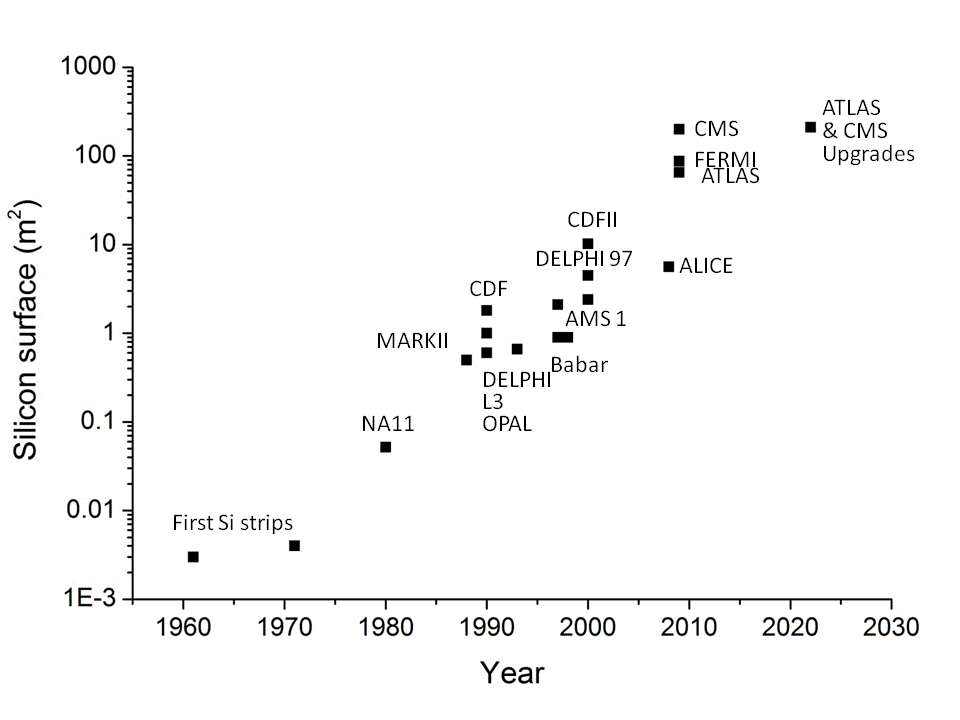 1000
100
10
1
0.1
0.01
1E-3
Silicon surface (m²)
ATLAS
& CMS
Upgrades
CMS
FERMI
ATLAS
CDFII
DELPHI 97
ALICE
CDF
AMS 1
MARKII
Babar
DELPHI
L3
OPAL
NA11
First Si strips
1960 1970 1980 1990 2000 2010 2020 2030
Year